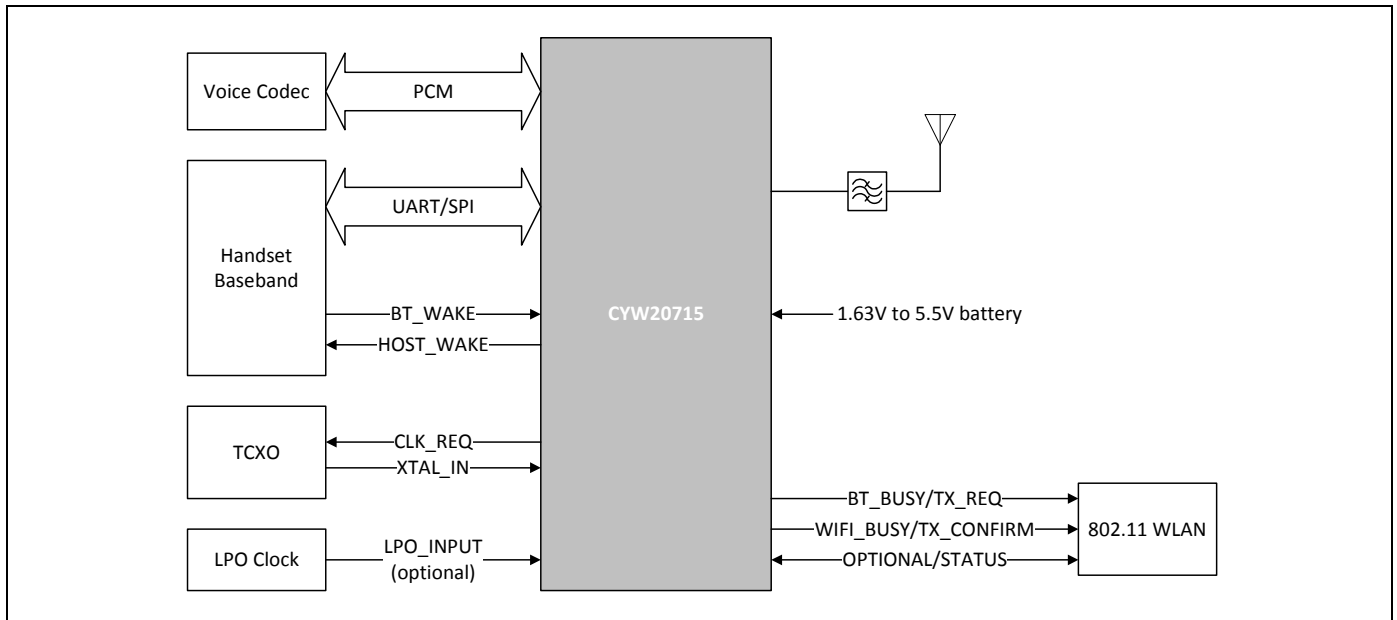 Voice Codec
PCM
UART/SPI
Handset
Baseband
BT_WAKE
HOST_WAKE
CYW20715
1.63V to 5.5V battery
TCXO
CLK_REQ
XTAL_IN
LPO Clock
LPO_INPUT
(optional)
BT_BUSY/TX_REQ
WIFI_BUSY/TX_CONFIRM
OPTIONAL/STATUS
802.11 WLAN